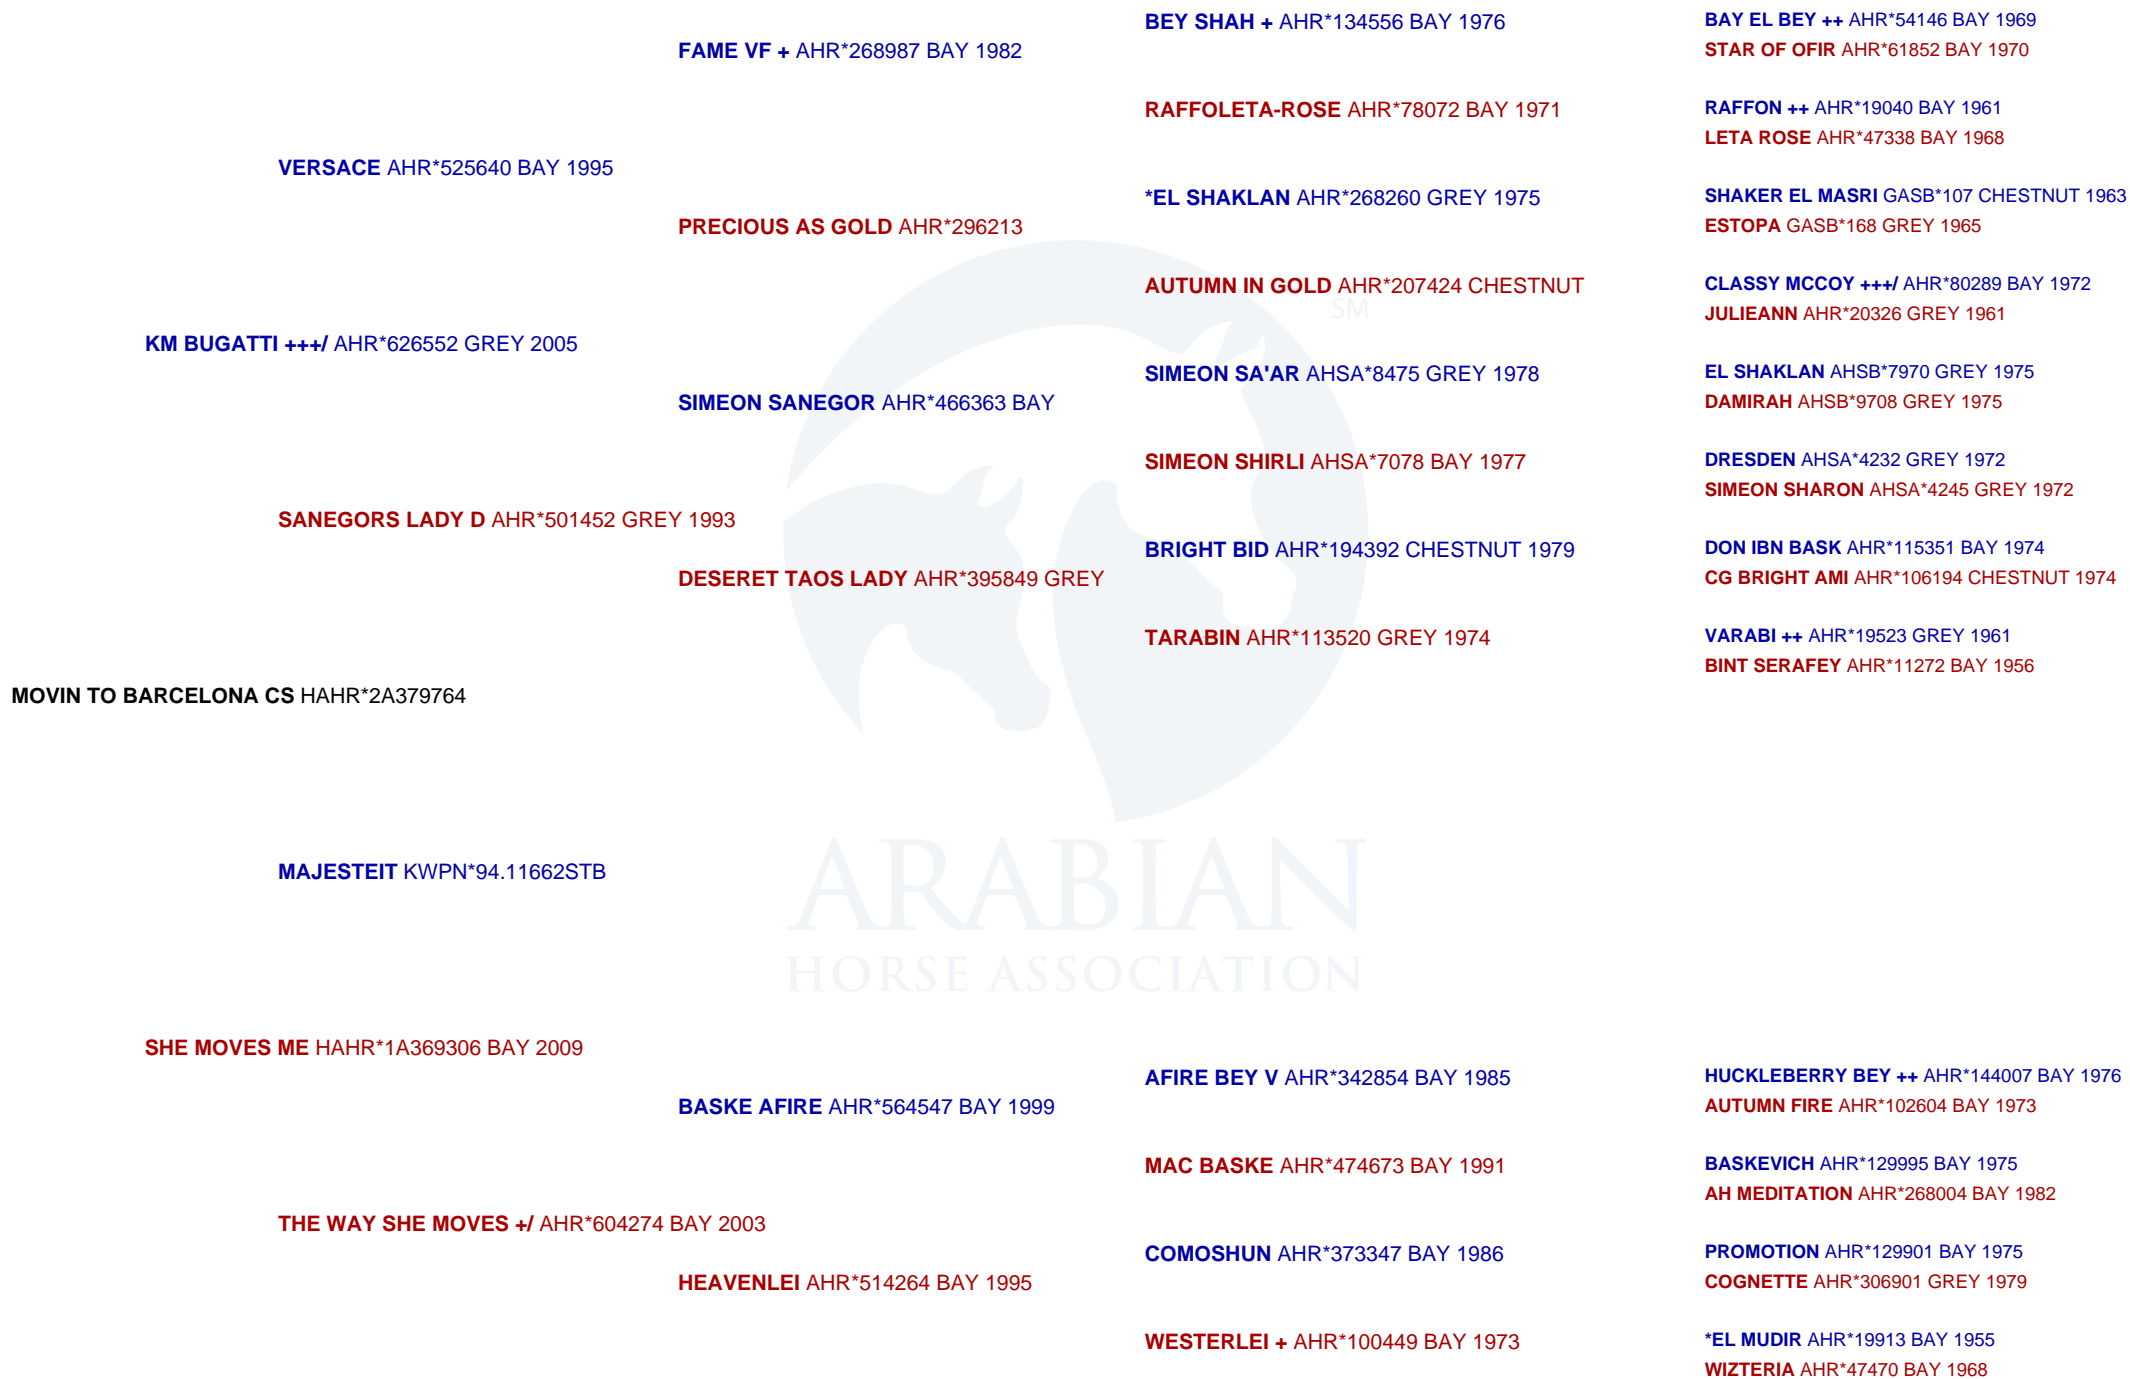 BEY SHAH + AHR*134556 BAY 1976
BAY EL BEY ++ AHR*54146 BAY 1969
FAME VF + AHR*268987 BAY 1982
STAR OF OFIR AHR*61852 BAY 1970
RAFFOLETA-ROSE AHR*78072 BAY 1971
RAFFON ++ AHR*19040 BAY 1961
LETA ROSE AHR*47338 BAY 1968
VERSACE AHR*525640 BAY 1995
*EL SHAKLAN AHR*268260 GREY 1975
SHAKER EL MASRI GASB*107 CHESTNUT 1963
PRECIOUS AS GOLD AHR*296213
ESTOPA GASB*168 GREY 1965
AUTUMN IN GOLD AHR*207424 CHESTNUT
CLASSY MCCOY +++/ AHR*80289 BAY 1972
SM
JULIEANN AHR*20326 GREY 1961
KM BUGATTI +++/ AHR*626552 GREY 2005
SIMEON SA'AR AHSA*8475 GREY 1978
EL SHAKLAN AHSB*7970 GREY 1975
SIMEON SANEGOR AHR*466363 BAY
DAMIRAH AHSB*9708 GREY 1975
SIMEON SHIRLI AHSA*7078 BAY 1977
DRESDEN AHSA*4232 GREY 1972
SIMEON SHARON AHSA*4245 GREY 1972
SANEGORS LADY D AHR*501452 GREY 1993
BRIGHT BID AHR*194392 CHESTNUT 1979
DON IBN BASK AHR*115351 BAY 1974
DESERET TAOS LADY AHR*395849 GREY
CG BRIGHT AMI AHR*106194 CHESTNUT 1974
TARABIN AHR*113520 GREY 1974
VARABI ++ AHR*19523 GREY 1961
BINT SERAFEY AHR*11272 BAY 1956
MOVIN TO BARCELONA CS HAHR*2A379764
MAJESTEIT KWPN*94.11662STB
ARABIAN
HORSE ASSOCIATION
SHE MOVES ME HAHR*1A369306 BAY 2009
AFIRE BEY V AHR*342854 BAY 1985
HUCKLEBERRY BEY ++ AHR*144007 BAY 1976
BASKE AFIRE AHR*564547 BAY 1999
AUTUMN FIRE AHR*102604 BAY 1973
MAC BASKE AHR*474673 BAY 1991
BASKEVICH AHR*129995 BAY 1975
AH MEDITATION AHR*268004 BAY 1982
THE WAY SHE MOVES +/ AHR*604274 BAY 2003
COMOSHUN AHR*373347 BAY 1986
PROMOTION AHR*129901 BAY 1975
HEAVENLEI AHR*514264 BAY 1995
COGNETTE AHR*306901 GREY 1979
WESTERLEI + AHR*100449 BAY 1973
*EL MUDIR AHR*19913 BAY 1955
WIZTERIA AHR*47470 BAY 1968